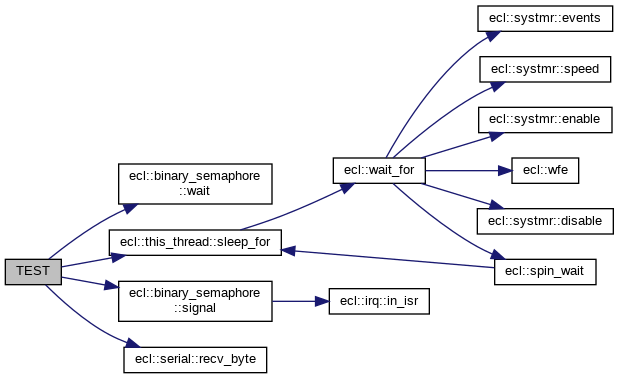 TEST
ecl::binary_semaphore
::wait
ecl::this_thread::sleep_for
ecl::binary_semaphore
::signal
ecl::serial::recv_byte
ecl::wait_for
ecl::irq::in_isr
ecl::systmr::events
ecl::systmr::speed
ecl::systmr::enable
ecl::wfe
ecl::systmr::disable
ecl::spin_wait